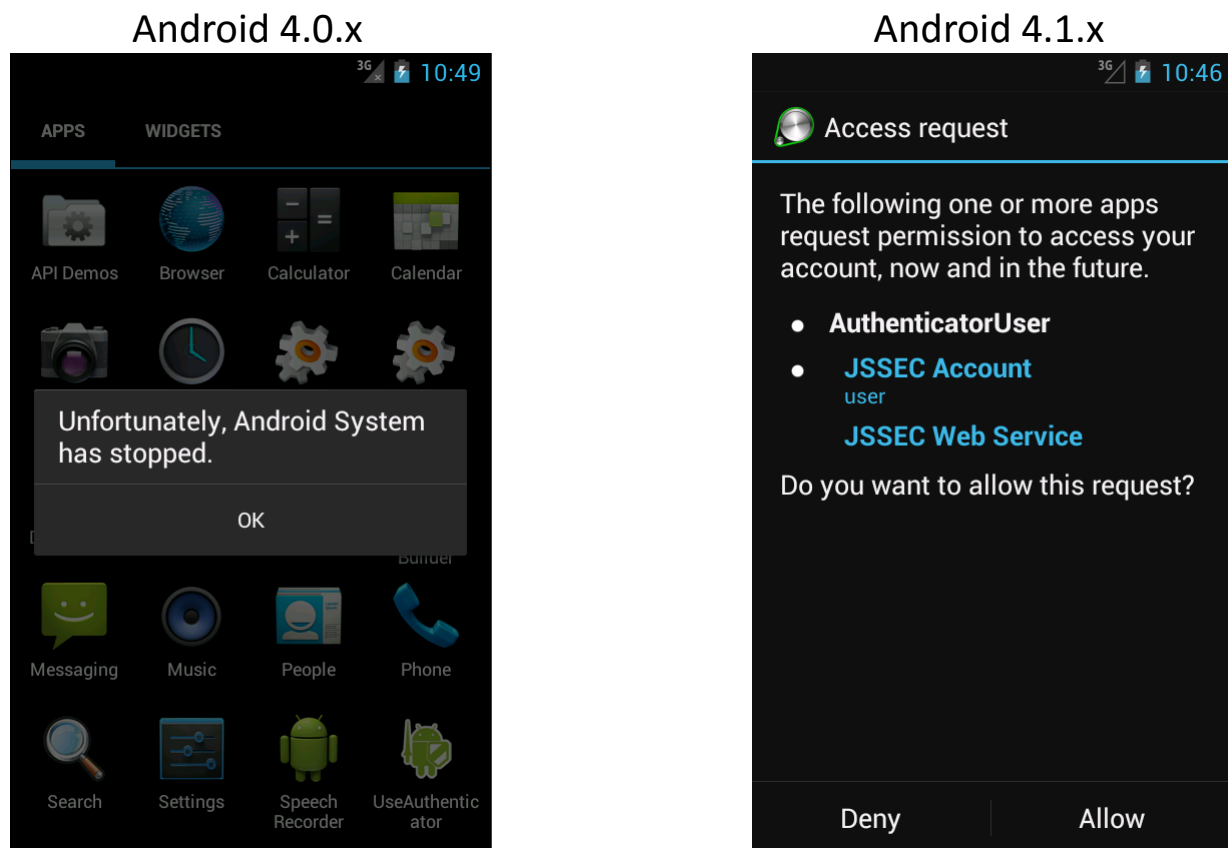 Android 4.0.x
3G
10:49
APPS WIDGETS
API Demos Browser Calculator Calendar
Unfortunately, Android System
has stopped.
OK
Builder
Messaging Music People Phone
Search Settings Speech
Recorder UseAuthentic
ator
Android 4.1.x
3G
10:46
Access request
The following one or more apps
request permission to access your
account, now and in the future.
● AuthenticatorUser
● JSSEC Account
user
JSSEC Web Service
Do you want to allow this request?
Deny Allow